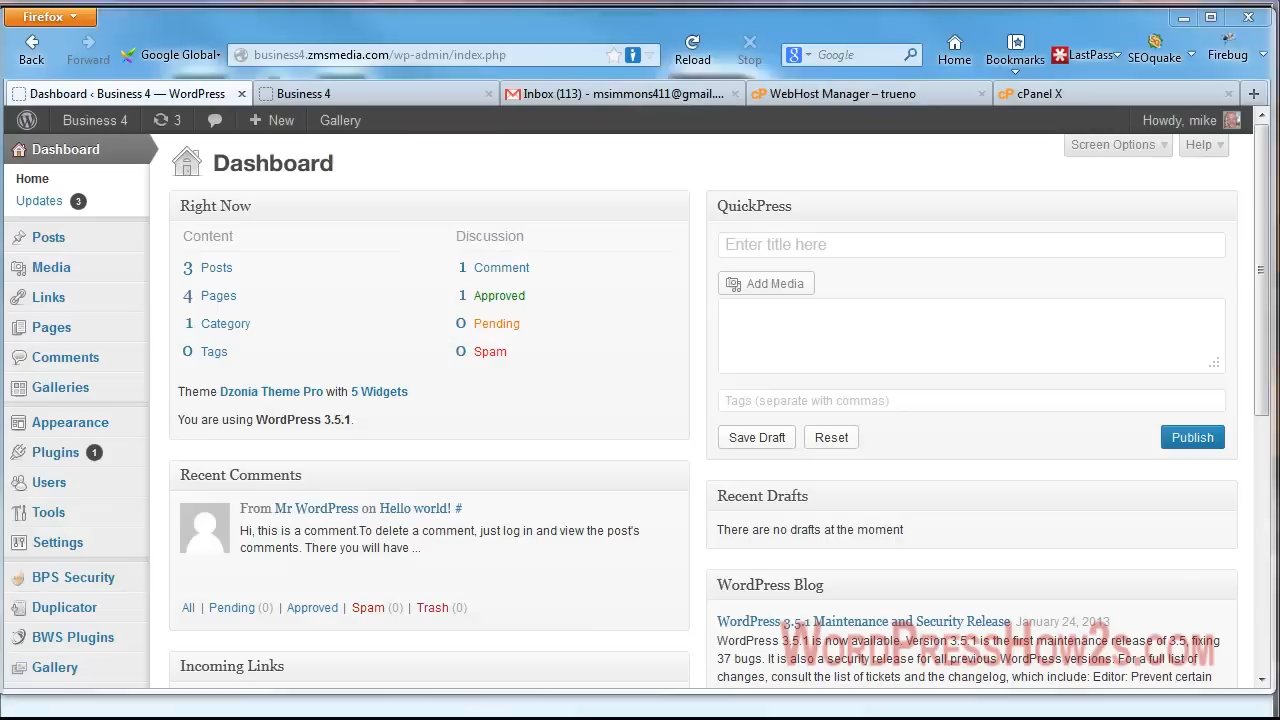 Firefox
Back
Forward
Google Global
business4.zmsmedia.com/wp-admin/index.php
Reload
Stop
Google
Home
Bookmarks
LastPass
SEOquake
Firebug
Dashboard ‹ Business 4 — WordPress
Business 4
Inbox (113) - msimmons411@gmail....
WebHost Manager – trueno
cPanel X
Business 4
3
New
Gallery
Howdy, mike
Screen Options
Help
Dashboard
Home
Updates 3
Posts
Media
Links
Pages
Comments
Galleries
Appearance
Plugins 1
Users
Tools
Settings
BPS Security
Duplicator
BWS Plugins
Gallery
Dashboard
Right Now
Content
Discussion
3 Posts
1 Comment
4 Pages
1 Approved
1 Category
0 Pending
0 Tags
0 Spam
Theme Dzonia Theme Pro with 5 Widgets
You are using WordPress 3.5.1.
Recent Comments
From Mr WordPress on Hello world! #
Hi, this is a comment.To delete a comment, just log in and view the post's
comments. There you will have ...
All | Pending (0) | Approved | Spam (0) | Trash (0)
Incoming Links
QuickPress
Enter title here
Add Media
Tags (separate with commas)
Save Draft
Reset
Publish
Recent Drafts
There are no drafts at the moment
WordPress Blog
WordPress 3.5.1 Maintenance and Security Release January 24, 2013
WordPress 3.5.1 is now available. Version 3.5.1 is the first maintenance release of 3.5, fixing
37 bugs. It is also a security release for all previous WordPress versions. For a full list of
changes, consult the list of tickets and the changelog, which include: Editor: Prevent certain
WordPressHow2s.com